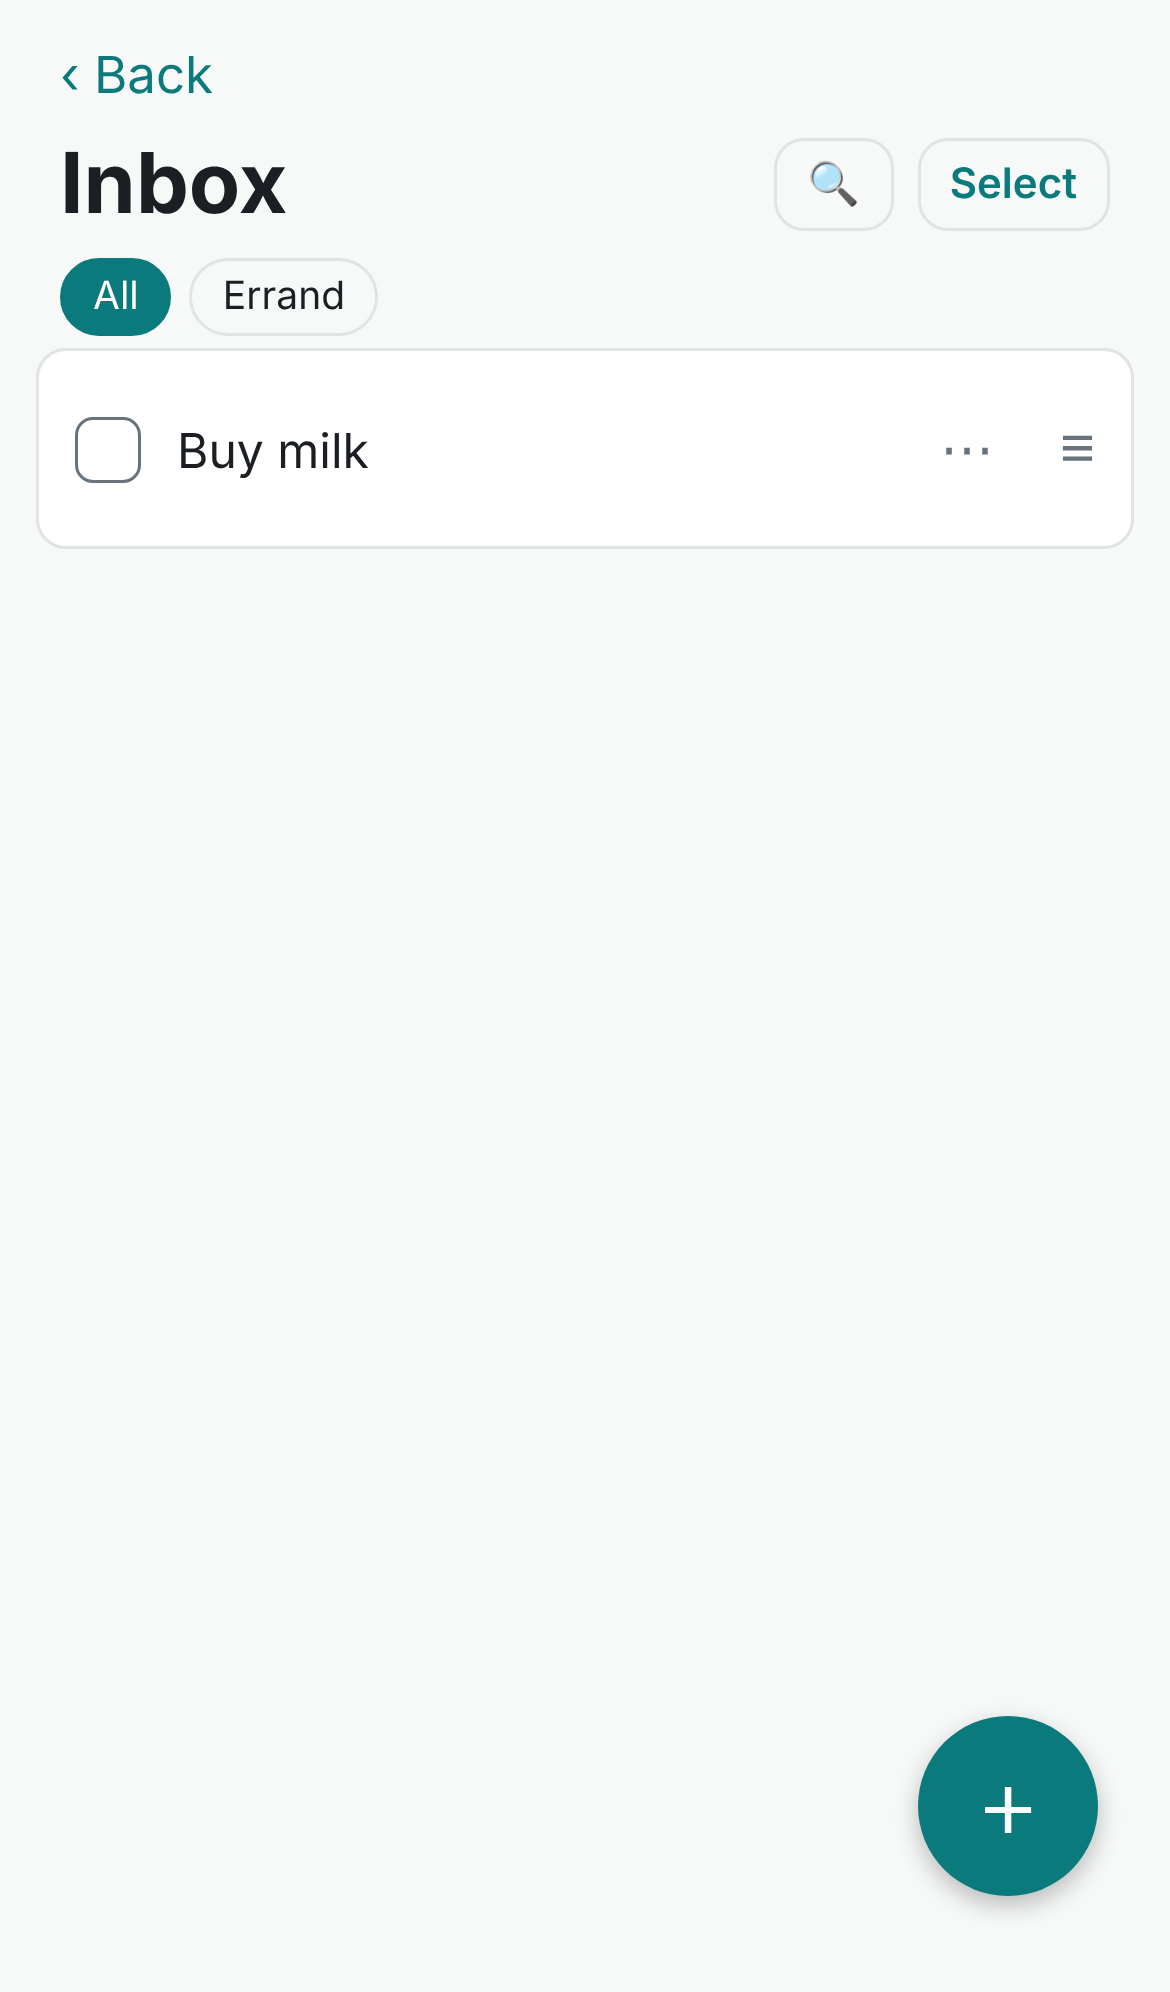 ‹ Back
Inbox
Select
All Errand
Buy milk ⋯ ≡
+